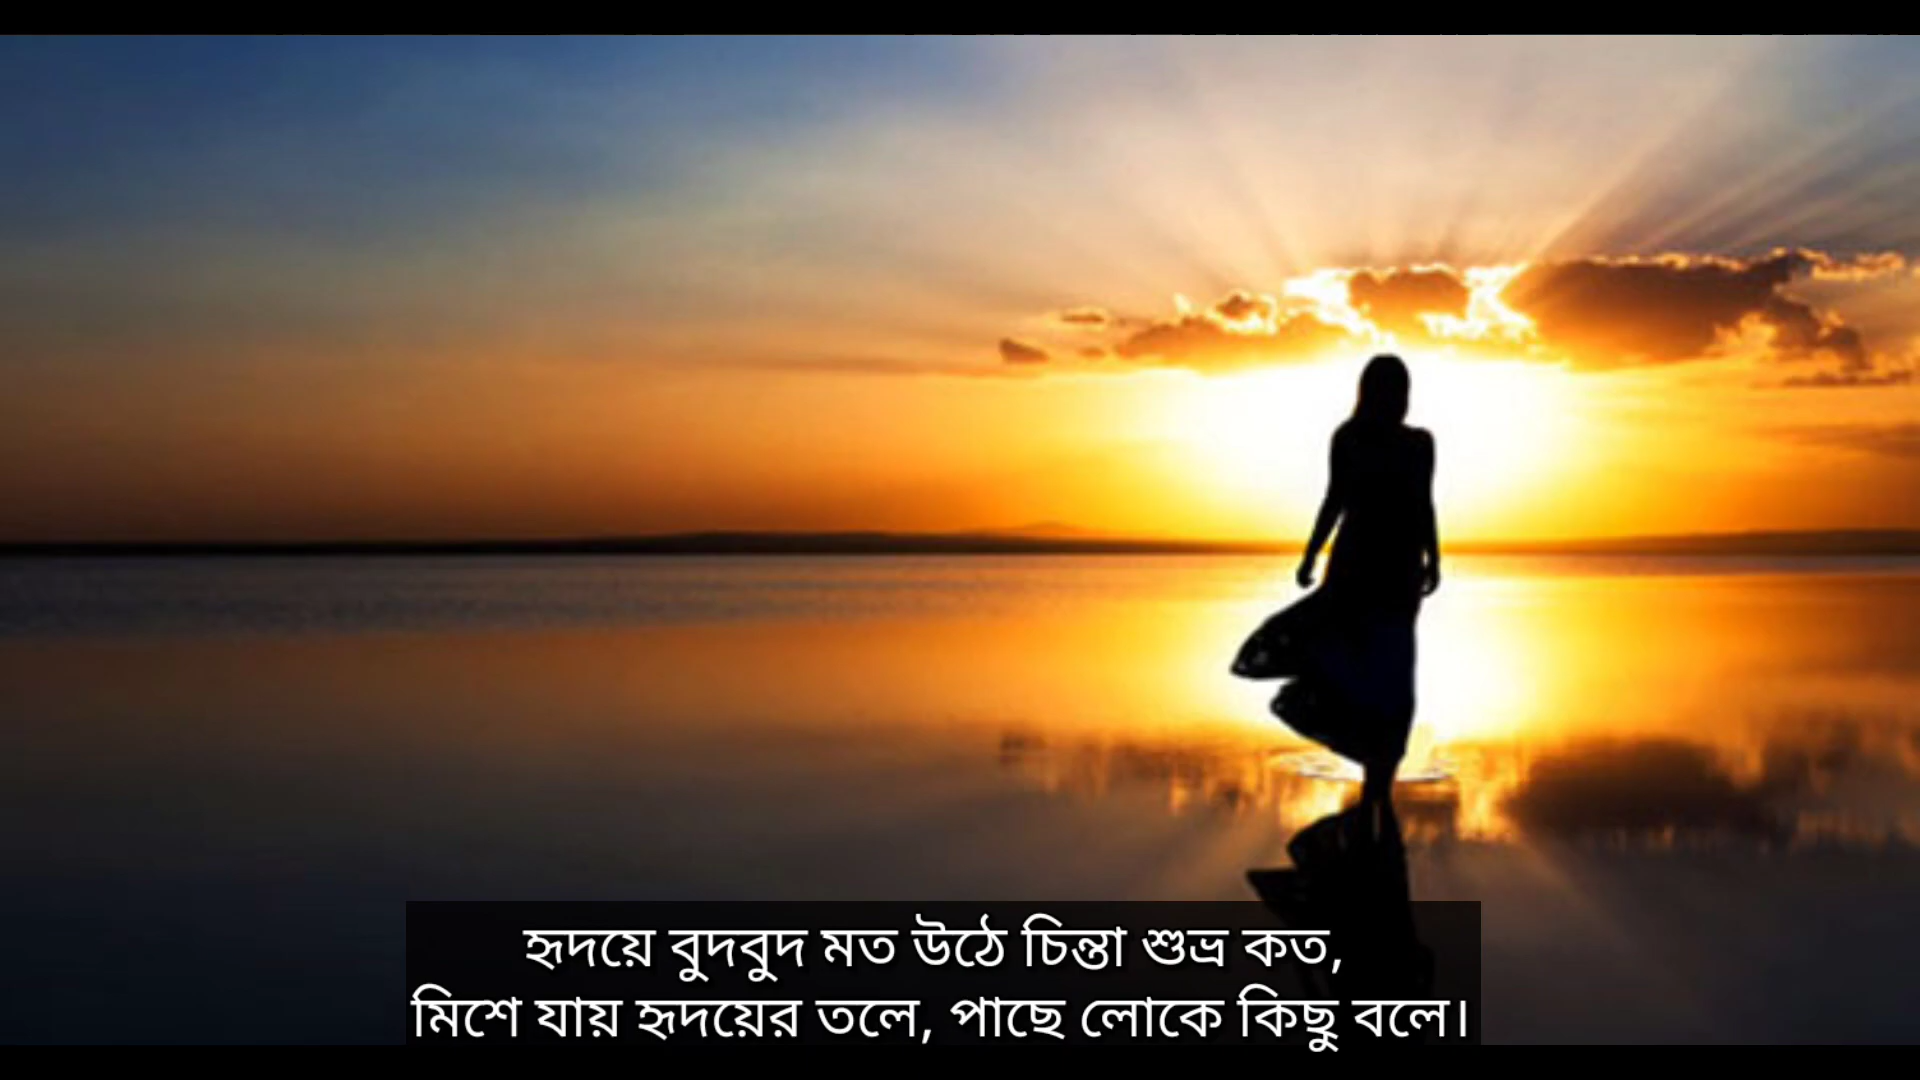 হৃদয়ে বুদবুদ মত উঠে চিন্তা শুভ্র কত,
মিশে যায় হৃদয়ের তলে, পাছে লোকে কিছু বলে।